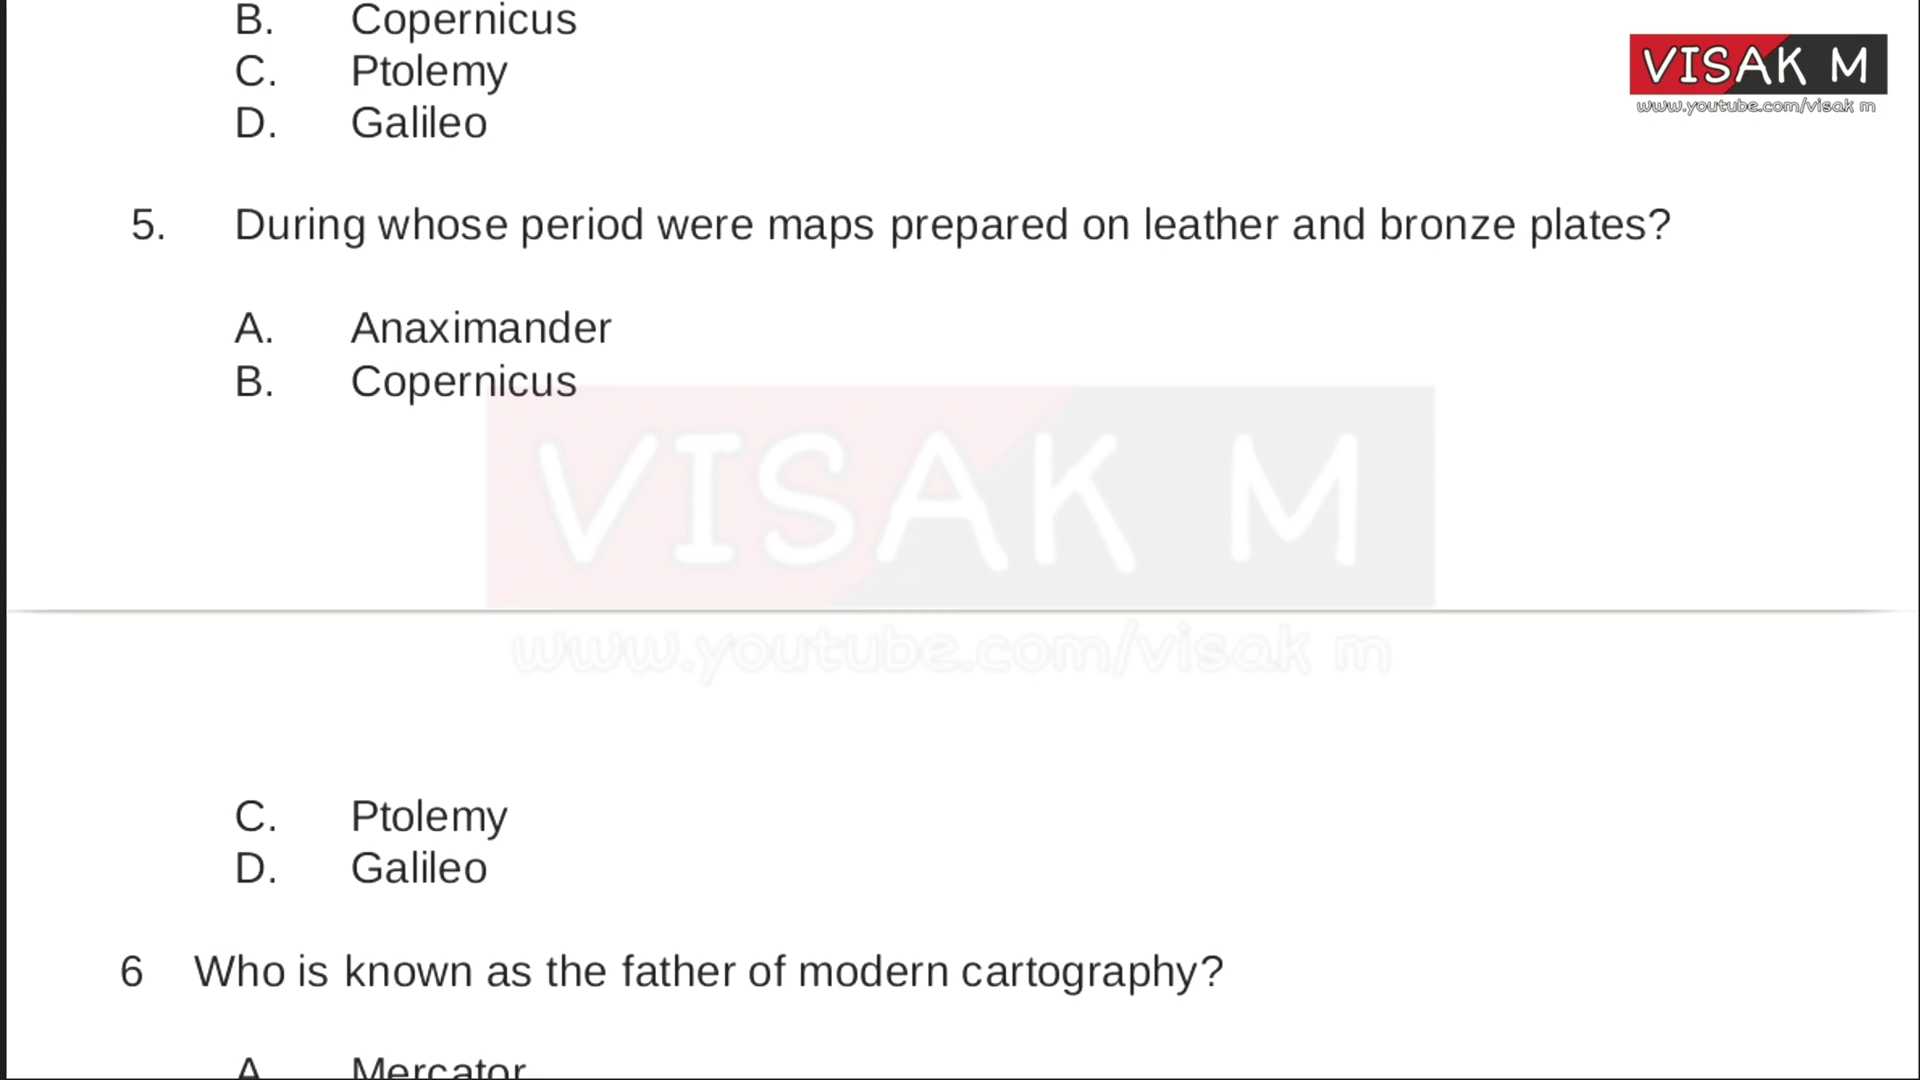 B. Copernicus
C. Ptolemy
D. Galileo
VISAK M
www.youtube.com/visak m
5. During whose period were maps prepared on leather and bronze plates?
A. Anaximander
B. Copernicus
VISAK M
www.youtube.com/visak m
C. Ptolemy
D. Galileo
6 Who is known as the father of modern cartography?
A Mercator